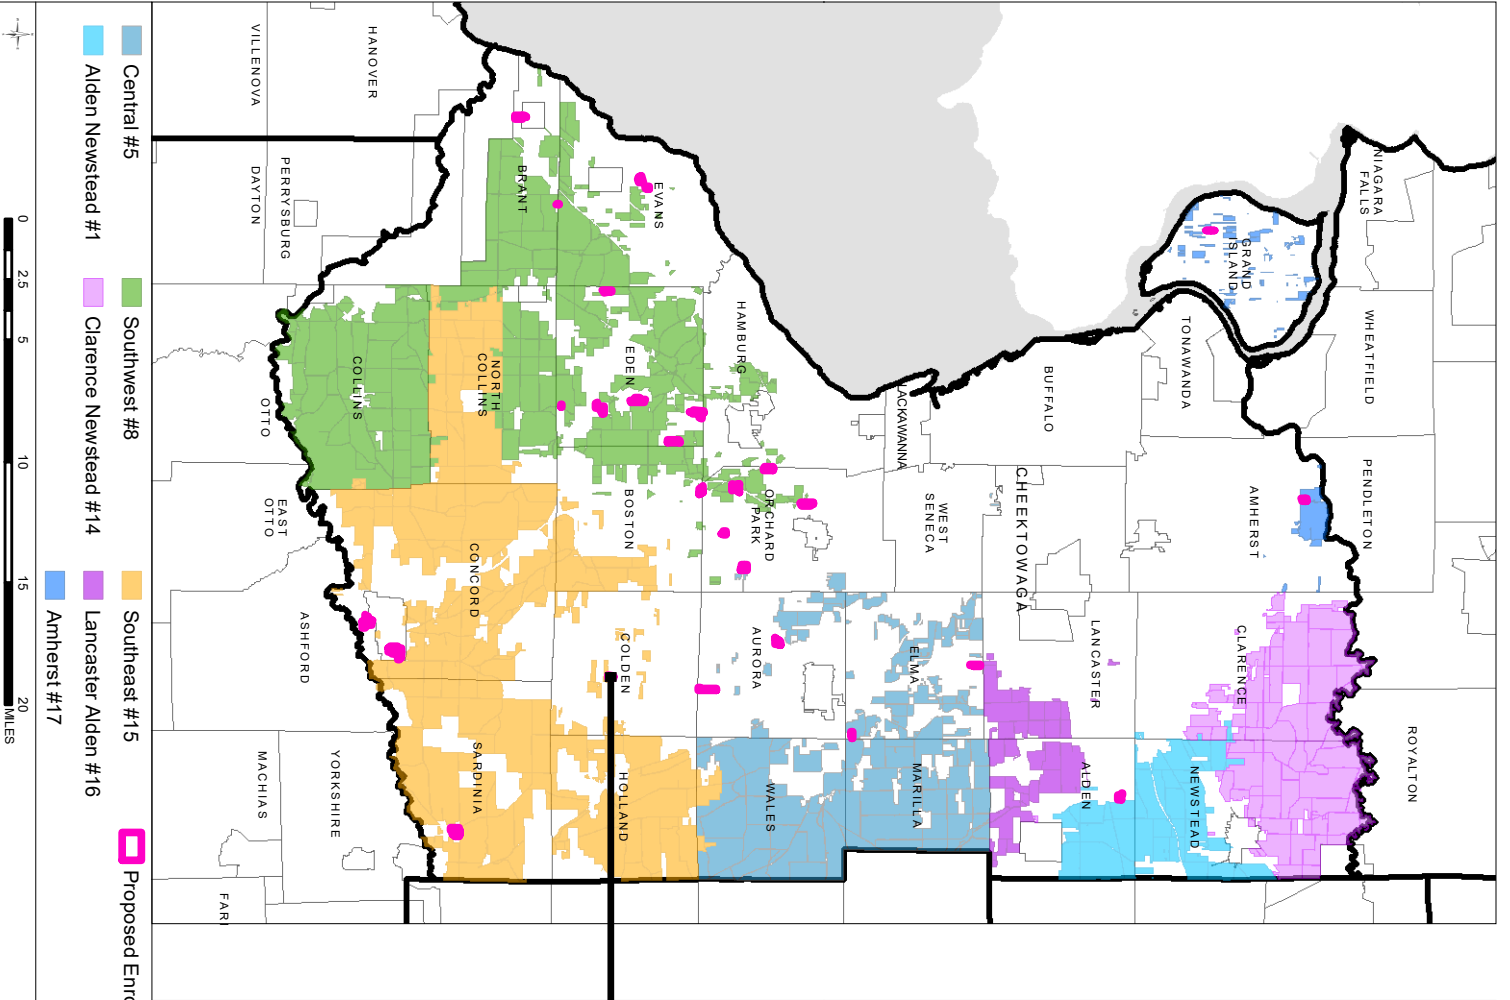 NIAGARA
FALLS
WHEATFIELD
PENDLETON
ROYALTON
GRAND
ISLAND
TONAWANDA
AMHERST
CLARENCE
NEWSTEAD
BUFFALO
CHEEKTOWAGA
LANCASTER
ALDEN
LACKAWANNA
WEST
SENECA
ELMA
MARILLA
HAMBURG
ORCHARD
PARK
AURORA
WALES
EVANS
EDEN
BOSTON
COLDEN
HOLLAND
BRANT
NORTH
COLLINS
CONCORD
SARDINIA
HANOVER
COLLINS
VILLENOVA
PERRYSBURG
DAYTON
OTTO
EAST
OTTO
ASHFORD
YORKSHIRE
MACHIAS
Central #5
Southwest #8
Southeast #15
Proposed Enro
Alden Newstead #1
Clarence Newstead #14
Lancaster Alden #16
Amherst #17
0
2.5
5
10
15
20
MILES